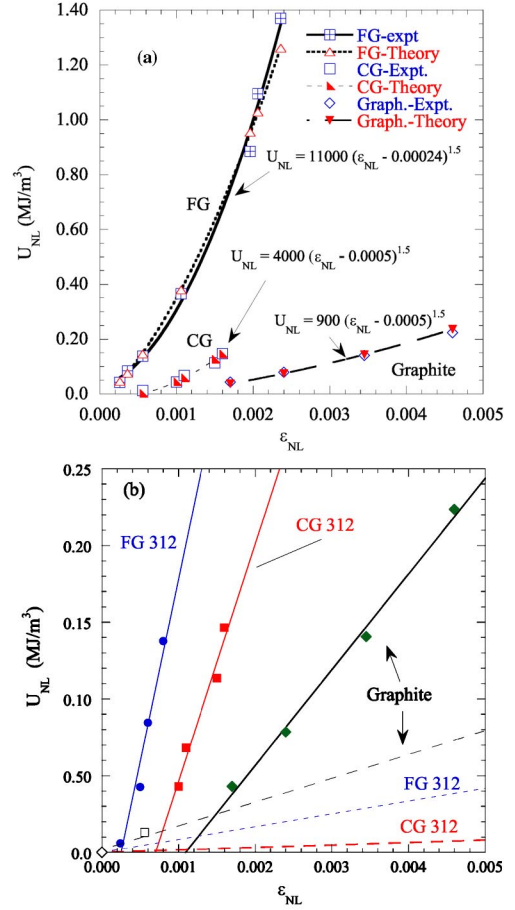 (a)
FG-expt
FG-Theory
CG-Expt.
CG-Theory
Graph.-Expt.
Graph.-Theory
U_NL = 11000 (ε_NL - 0.00024)^1.5
FG
U_NL = 4000 (ε_NL - 0.0005)^1.5
CG
U_NL = 900 (ε_NL - 0.0005)^1.5
Graphite
U_NL (MJ/m³)
1.40
1.20
1.00
0.80
0.60
0.40
0.20
0.0
0.000 0.001 0.002 0.003 0.004 0.005
ε_NL
(b)
FG 312
CG 312
Graphite
FG 312
CG 312
U_NL (MJ/m³)
0.25
0.20
0.15
0.10
0.50
0.0
0.000 0.001 0.002 0.003 0.004 0.005
ε_NL